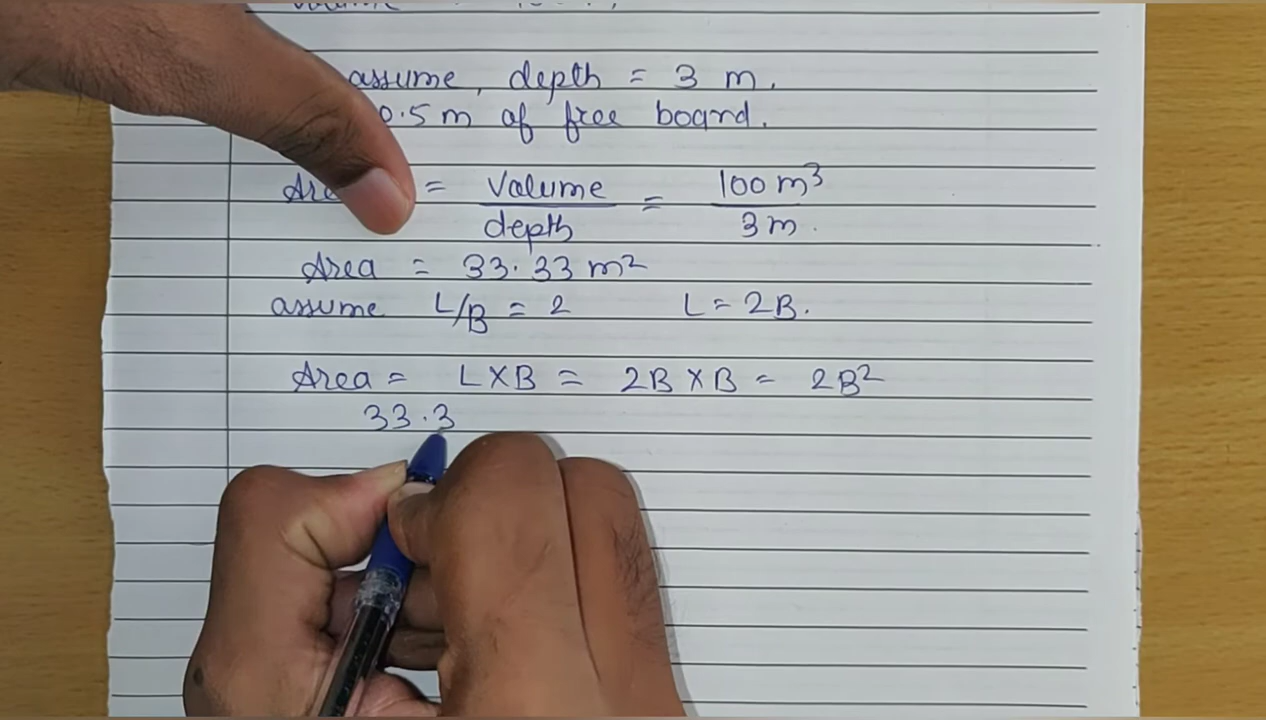 assume, depth = 3 m.
0.5 m of free board.
= Volume/depth = 100 m³/3 m.
Area = 33.33 m²
assume L/B = 2 L = 2B.
Area = L X B = 2B X B = 2B²
33.3